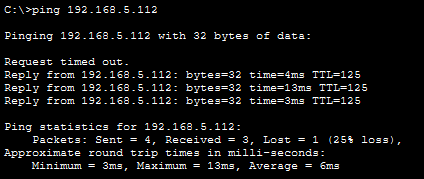 C:\>ping 192.168.5.112
Pinging 192.168.5.112 with 32 bytes of data:
Request timed out.
Reply from 192.168.5.112: bytes=32 time=4ms TTL=125
Reply from 192.168.5.112: bytes=32 time=13ms TTL=125
Reply from 192.168.5.112: bytes=32 time=3ms TTL=125
Ping statistics for 192.168.5.112:
    Packets: Sent = 4, Received = 3, Lost = 1 (25% loss),
Approximate round trip times in milli-seconds:
    Minimum = 3ms, Maximum = 13ms, Average = 6ms